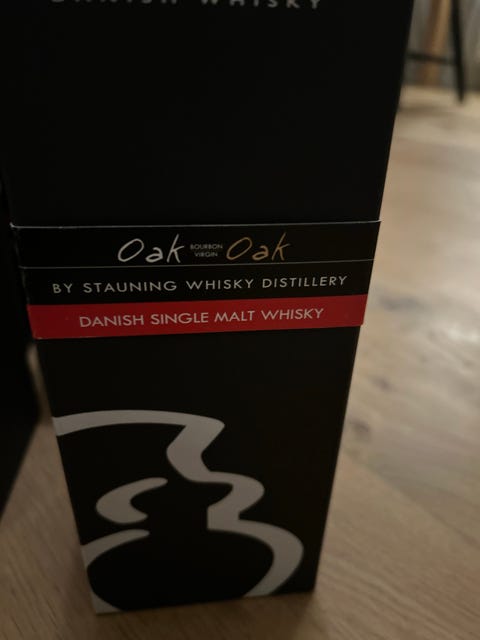 DANISH WHISKY
Oak BOURBON Oak
VIRGIN
BY STAUNING WHISKY DISTILLERY
DANISH SINGLE MALT WHISKY